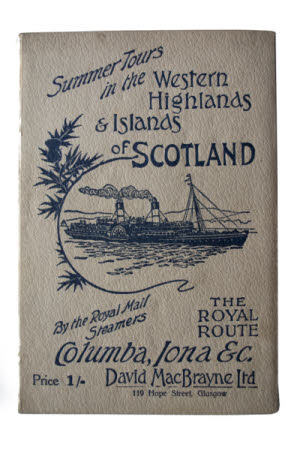 Summer Tours
in the Western
Highlands
& Islands
of SCOTLAND
By the Royal Mail
Steamers
THE
ROYAL
ROUTE
Columba, Iona &c.
Price 1/- David MacBrayne Ltd
119 Hope Street, Glasgow